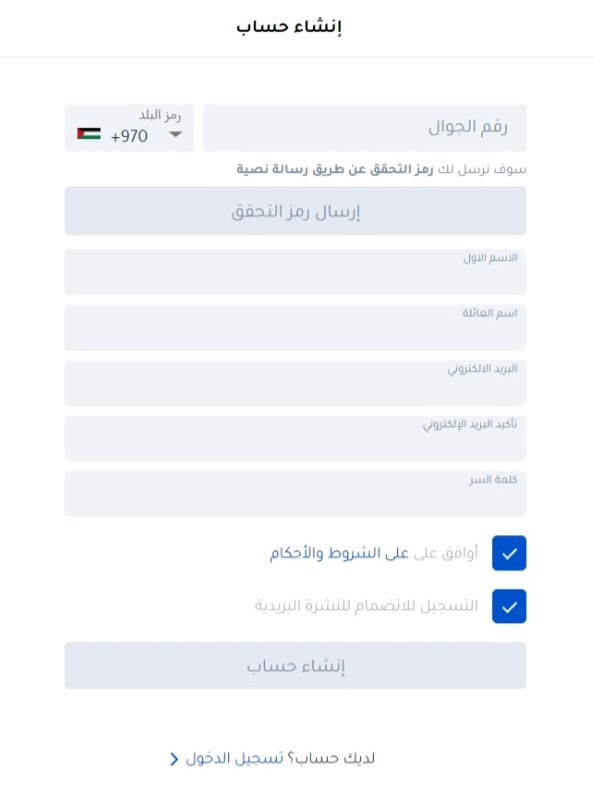 إنشاء حساب
رقم الجوال
رمز البلد
+970
سوف نرسل لك رمز التحقق عن طريق رسالة نصية
إرسال رمز التحقق
الاسم الاول
اسم العائلة
البريد الالكتروني
تأكيد البريد الإلكتروني
كلمة السر
أوافق على على الشروط والأحكام
التسجيل للانضمام للنشرة البريدية
إنشاء حساب
لديك حساب؟ تسجيل الدخول